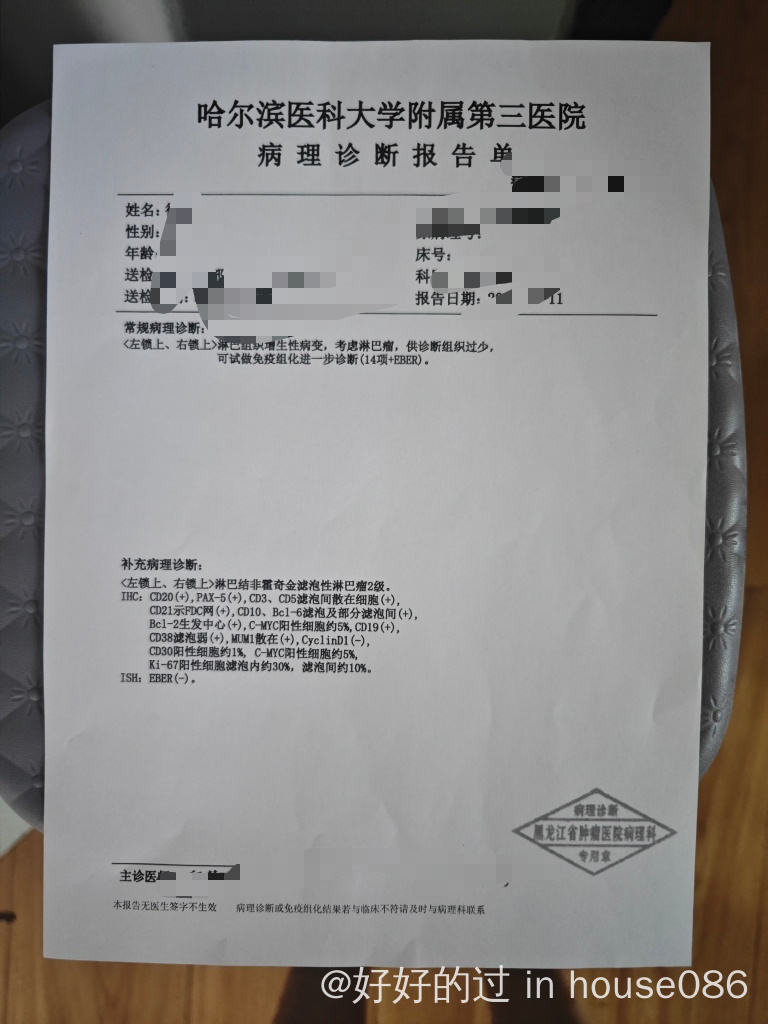 哈尔滨医科大学附属第三医院
病理诊断报告单
姓名:
性别:
年龄
床号:
送检
科
送检
报告日期: 11
常规病理诊断:
<左锁上、右锁上>淋巴组织增生性病变，考虑淋巴瘤，供诊断组织过少，
可试做免疫组化进一步诊断(14项+EBER)。
补充病理诊断:
<左锁上、右锁上>淋巴结非霍奇金滤泡性淋巴瘤2级。
IHC: CD20(+),PAX-5(+),CD3、CD5滤泡间散在细胞(+),
CD21示FDC网(+),CD10、Bcl-6滤泡及部分滤泡间(+),
Bcl-2生发中心(+),C-MYC阳性细胞约5%,CD19(+),
CD38滤泡弱(+),MUM1散在(+),CyclinD1(-),
CD30阳性细胞约1%, C-MYC阳性细胞约5%,
Ki-67阳性细胞滤泡内约30%，滤泡间约10%。
ISH: EBER(-)。
病理诊断
黑龙江省肿瘤医院病理科
专用章
主诊医
本报告无医生签字不生效 病理诊断或免疫组化结果若与临床不符请及时与病理科联系
@好好的过 in house086